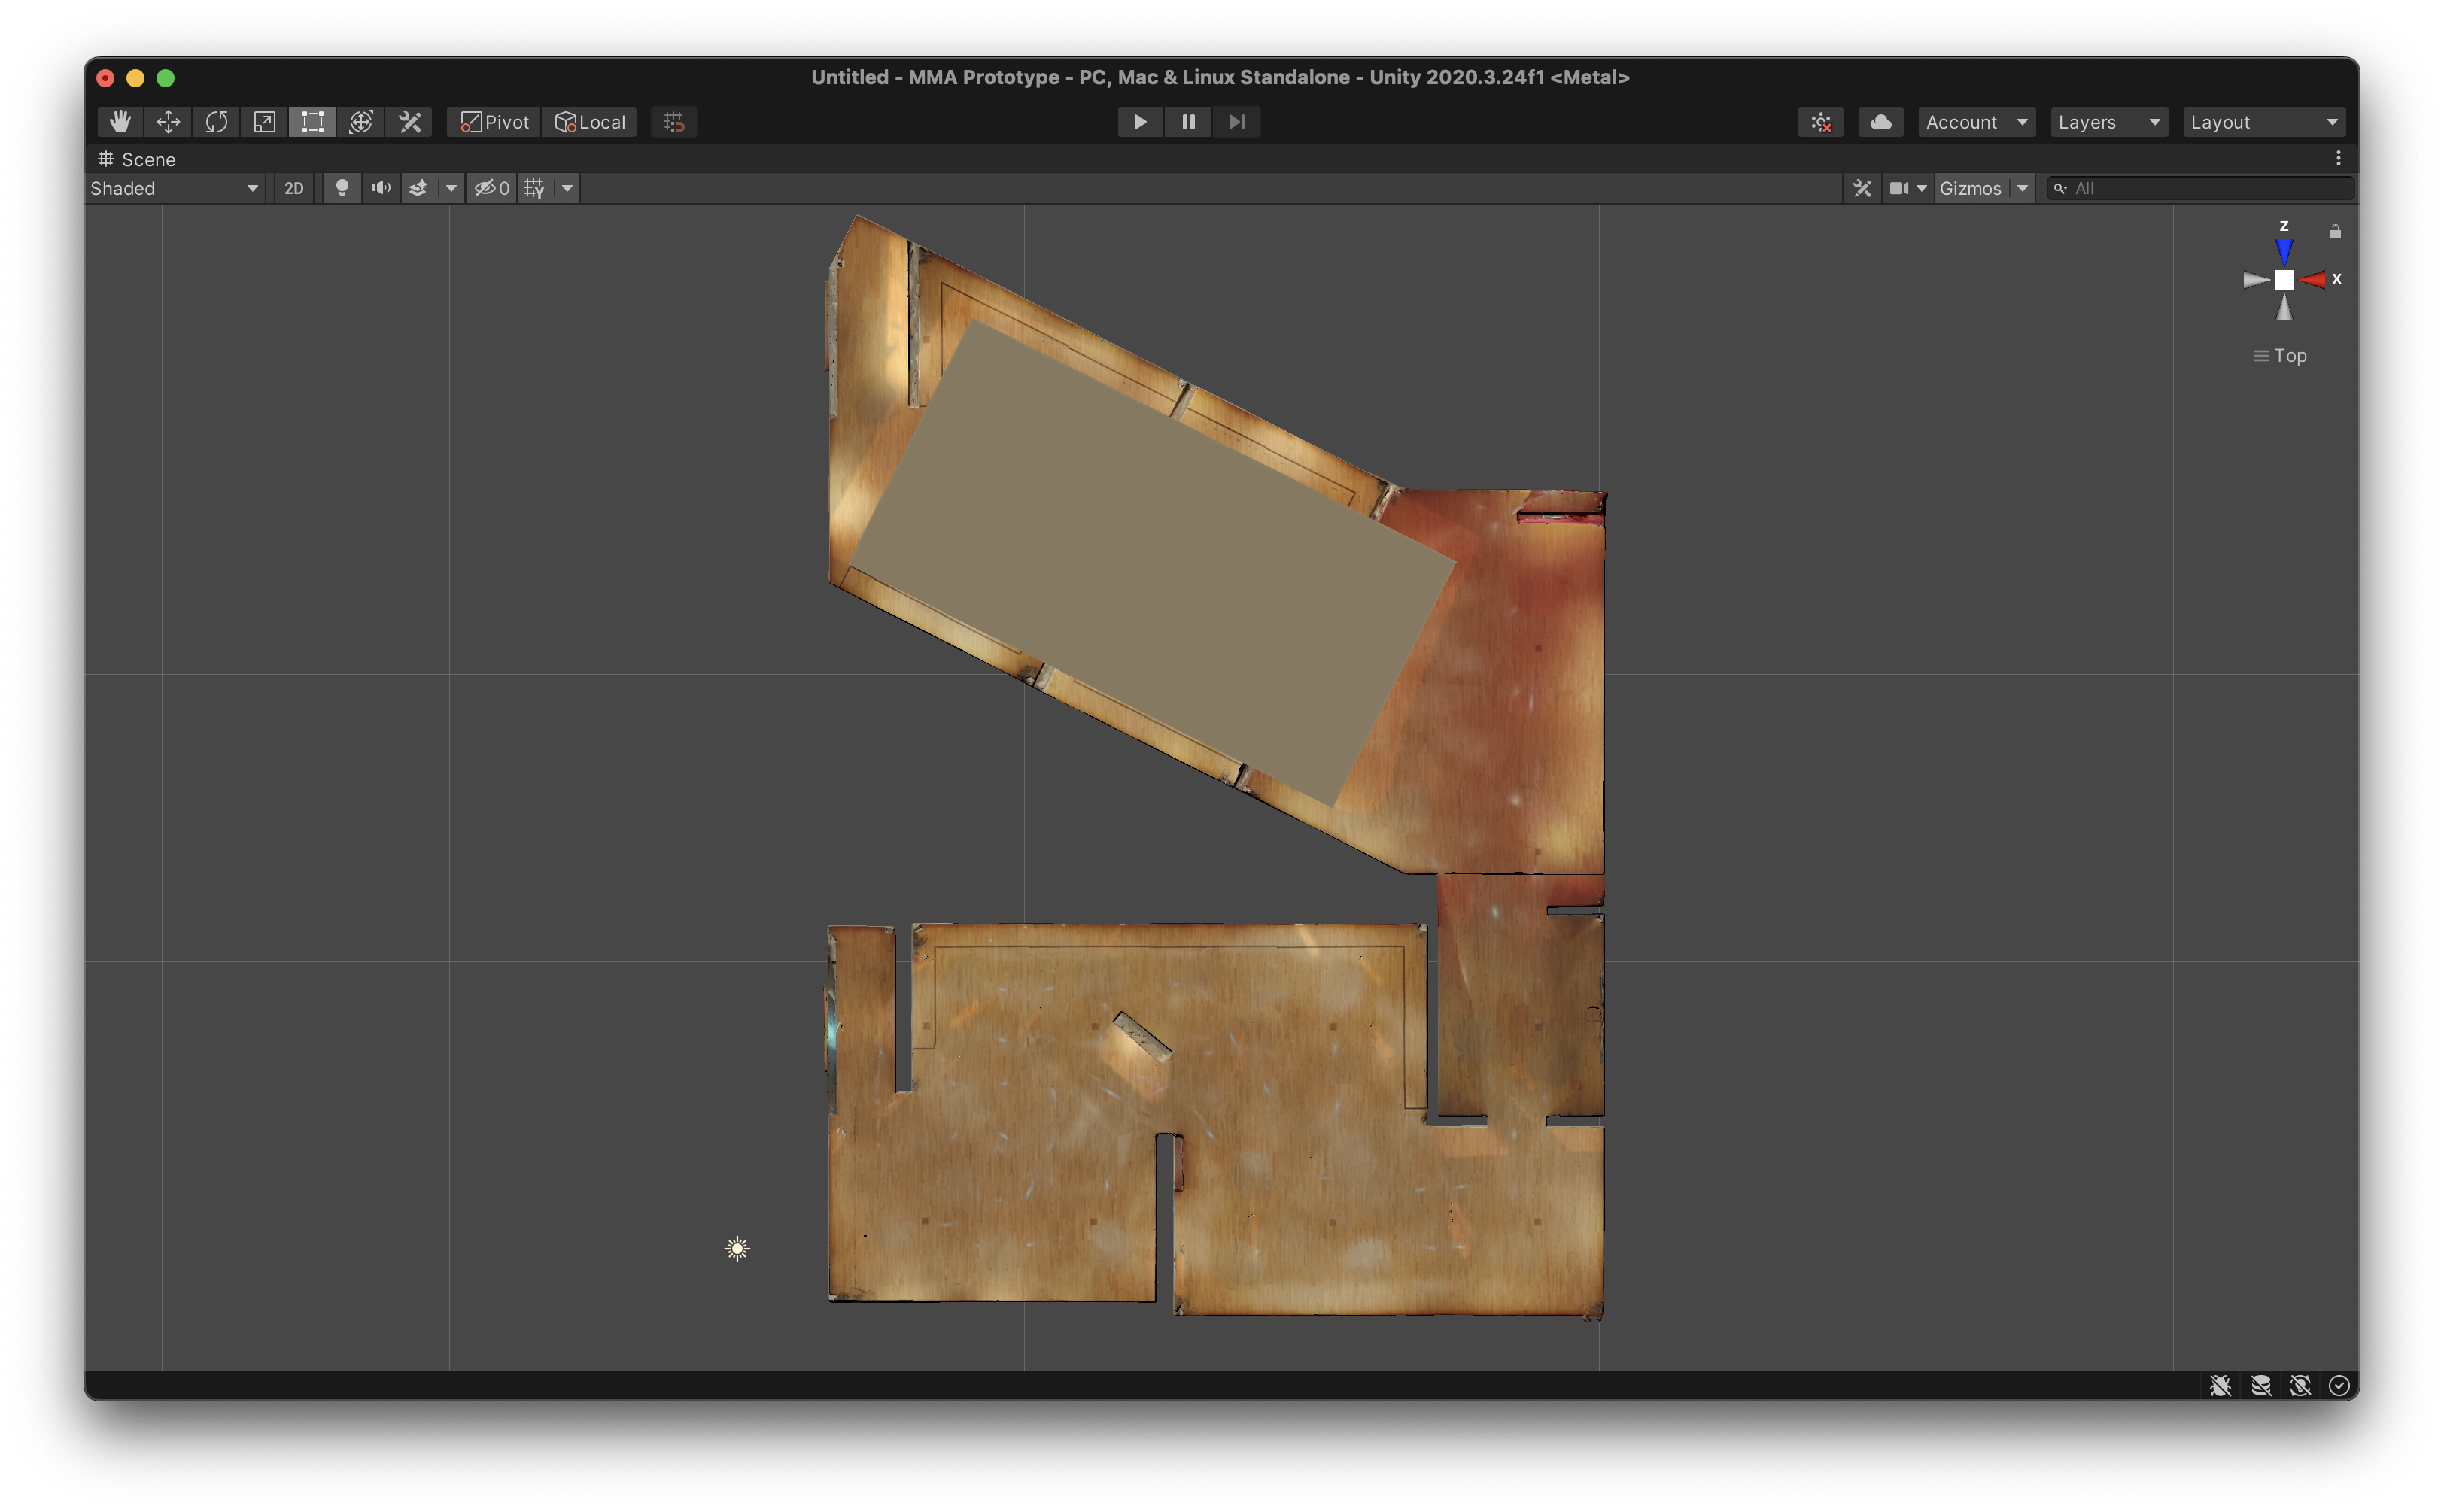 Untitled - MMA Prototype - PC, Mac & Linux Standalone - Unity 2020.3.24f1 <Metal>
Pivot Local Account Layers Layout
Scene
Shaded 2D 0 Gizmos All
Z
X
Top